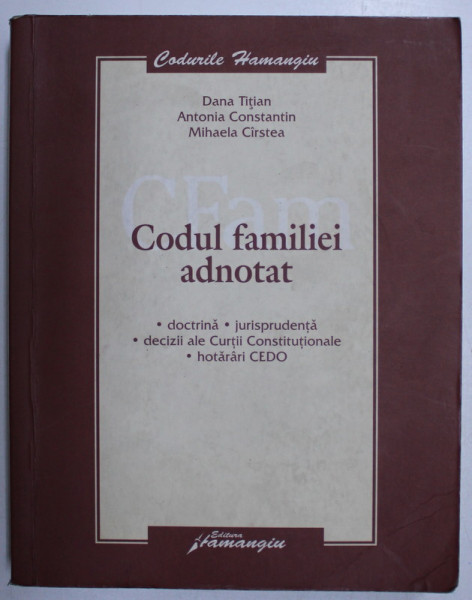 Codurile Hamangiu
Dana Tițian
Antonia Constantin
Mihaela Cîrstea
CFam
Codul familiei
adnotat
• doctrină • jurisprudență
• decizii ale Curții Constituționale
• hotărâri CEDO
Editura
Hamangiu